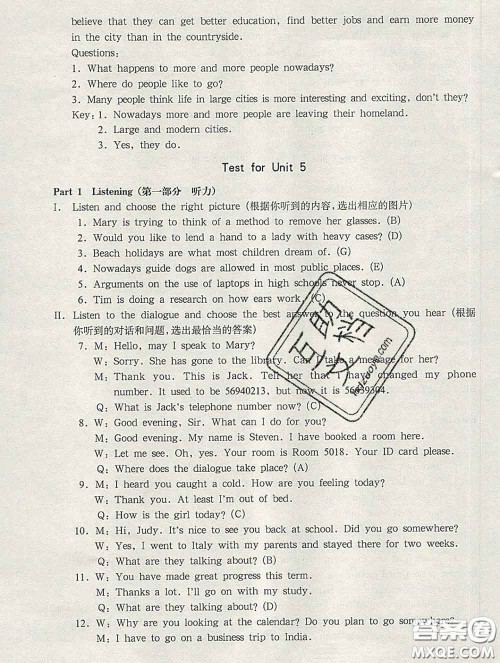 believe that they can get better education, find better jobs and earn more money
in the city than in the countryside.
Questions:
1. What happens to more and more people nowadays?
2. Where do people like to go?
3. Many people think life in large cities is more interesting and exciting, don't they?
Key: 1. Nowadays more and more people are leaving their homeland.
2. Large and modern cities.
3. Yes, they do.
Test for Unit 5
Part 1 Listening (第一部分 听力)
I. Listen and choose the right picture (根据你听到的内容,选出相应的图片)
1. Mary is trying to think of a method to remove her glasses. (B)
2. Would you like to lend a hand to a lady with heavy cases? (D)
3. Beach holidays are what most children dream of. (G)
4. Nowadays guide dogs are allowed in most public places. (E)
5. Arguments on the use of laptops in high schools never stop. (A)
6. Tim is doing a research on how ears work. (C)
II. Listen to the dialogue and choose the best answer to the question you hear (根据
你听到的对话和问题,选出最恰当的答案)
7. M: Hello, may I speak to Mary?
W: Sorry. She has gone to the library. Can I take a message for her?
M: Thank you. This is Jack. Tell her that I have changed my phone
number. It used to be 56940213, but now it is 56439304.
Q: What is Jack's telephone number now? (C)
8. W: Good evening, Sir. What can I do for you?
M: Good evening. My name is Steven. I have booked a room here.
W: Let me see. Oh, yes. Your room is Room 5018. Your ID card please.
Q: Where does the dialogue take place? (A)
9. M: I heard you caught a cold. How are you feeling today?
W: Thank you. At least I'm out of bed.
Q: How is the girl today? (C)
10. M: Hi, Judy. It's nice to see you back at school. Did you go somewhere?
W: Yes, I went to Italy with my parents and stayed there for two weeks.
Q: What are they talking about? (B)
11. W: You have made great progress this term.
M: Thanks a lot. I'll go on with my study.
Q: What are they talking about? (A)
12. W: Why are you looking at the calendar? Do you plan to go somewhere?
M: I have to go on a business trip to India.
互助文档
答案圈
MXQE.COM